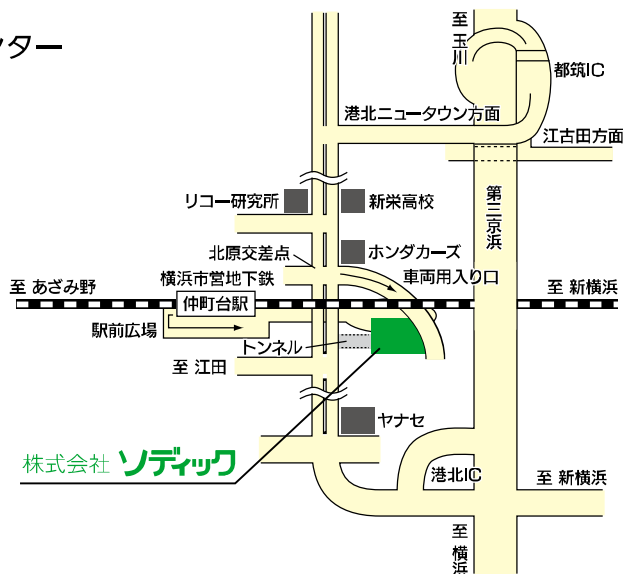 ンター
至 玉川
都筑IC
港北ニュータウン方面
江古田方面
リコー研究所
新栄高校
第三京浜
北原交差点
ホンダカーズ
横浜市営地下鉄
車両用入り口
至 あざみ野
至 新横浜
仲町台駅
駅前広場
トンネル
至 江田
ヤナセ
株式会社 ソディック
港北IC
至 新横浜
至 横浜